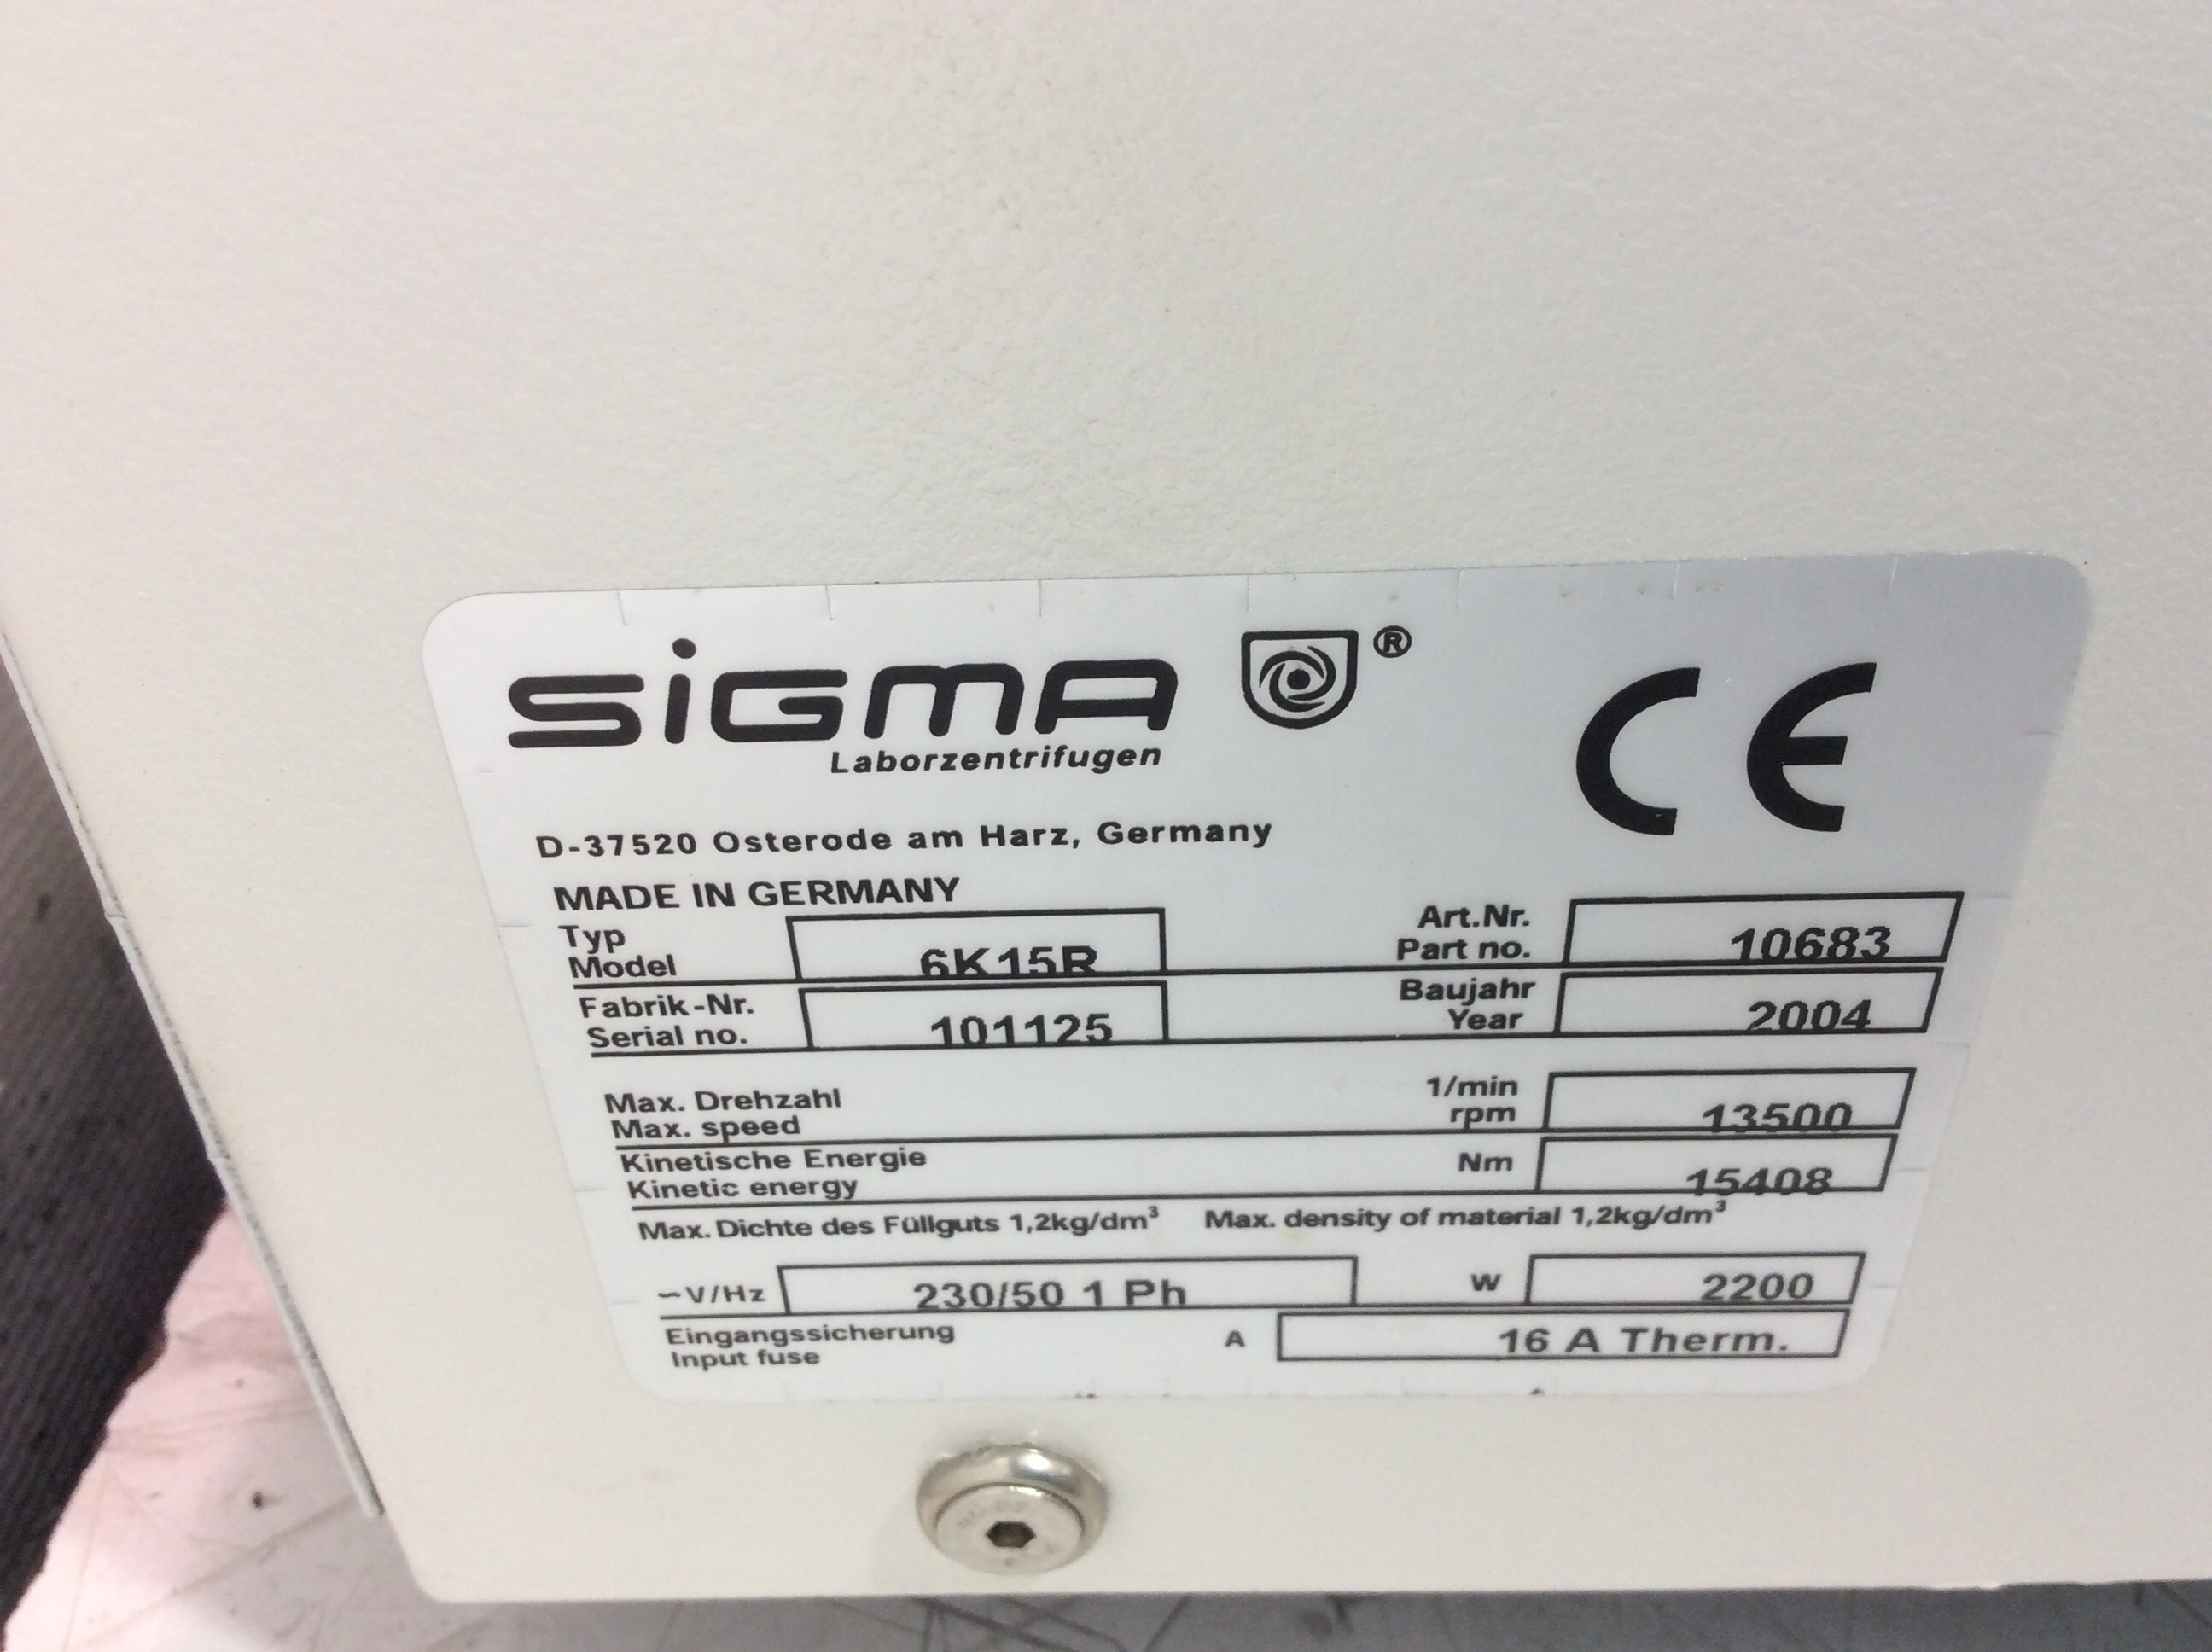 SiGMA ®
Laborzentrifugen
CE
D-37520 Osterode am Harz, Germany
MADE IN GERMANY
Typ
Model 6K15R
Art.Nr.
Part no. 10683
Fabrik-Nr.
Serial no. 101125
Baujahr
Year 2004
Max. Drehzahl 1/min
Max. speed rpm 13500
Kinetische Energie
Kinetic energy Nm 15408
Max. Dichte des Füllguts 1,2kg/dm³ Max. density of material 1,2kg/dm³
~V/Hz 230/50 1 Ph W 2200
Eingangssicherung
Input fuse A 16 A Therm.